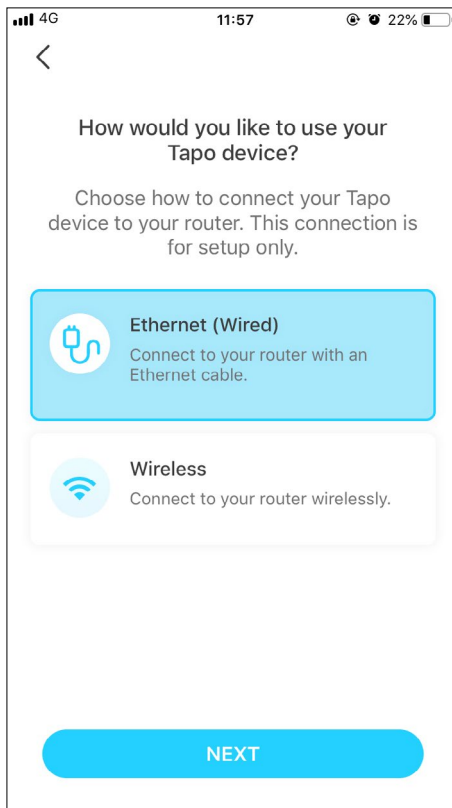 4G 11:57 22%
How would you like to use your
Tapo device?
Choose how to connect your Tapo
device to your router. This connection is
for setup only.
Ethernet (Wired)
Connect to your router with an
Ethernet cable.
Wireless
Connect to your router wirelessly.
NEXT